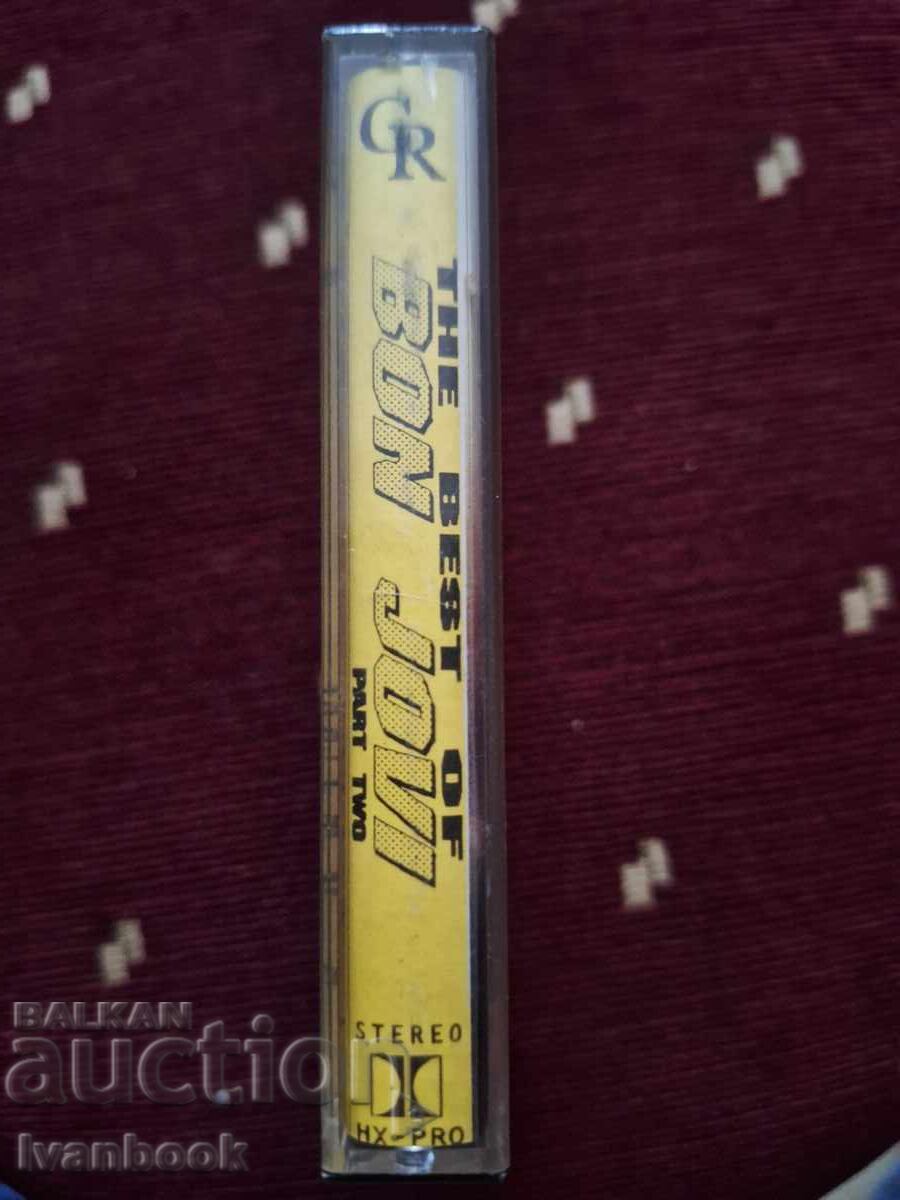 GR
THE BEST OF
BON JOVI
PART TWO
STEREO
HX-PRO
BALKAN
auction
Ivanbook